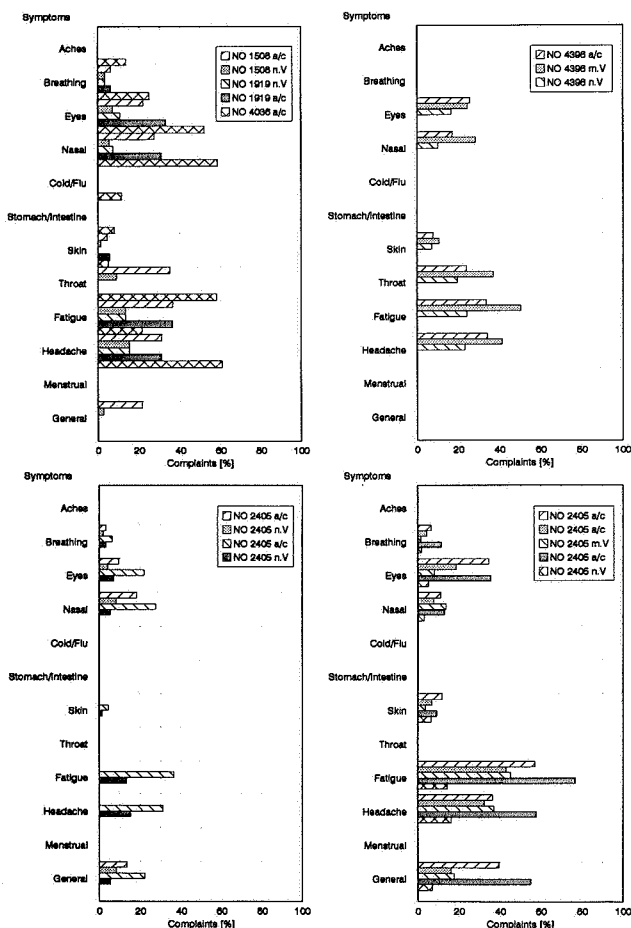 Symptoms
Aches
Breathing
Eyes
Nasal
Cold/Flu
Stomach/Intestine
Skin
Throat
Fatigue
Headache
Menstrual
General
NO 1508 a/c
NO 1508 n.V
NO 1919 n.V
NO 1919 a/c
NO 4036 a/c
0 20 40 60 80 100
Complaints [%]
Symptoms
Aches
Breathing
Eyes
Nasal
Cold/Flu
Stomach/Intestine
Skin
Throat
Fatigue
Headache
Menstrual
General
NO 4398 a/c
NO 4398 m.V
NO 4398 n.V
0 20 40 60 80 100
Complaints [%]
Symptoms
Aches
Breathing
Eyes
Nasal
Cold/Flu
Stomach/Intestine
Skin
Throat
Fatigue
Headache
Menstrual
General
NO 2405 a/c
NO 2405 n.V
NO 2405 a/c
NO 2405 n.V
0 20 40 60 80 100
Complaints [%]
Symptoms
Aches
Breathing
Eyes
Nasal
Cold/Flu
Stomach/Intestine
Skin
Throat
Fatigue
Headache
Menstrual
General
NO 2405 a/c
NO 2405 a/c
NO 2405 m.V
NO 2405 a/c
NO 2405 n.V
0 20 40 60 80 100
Complaints [%]